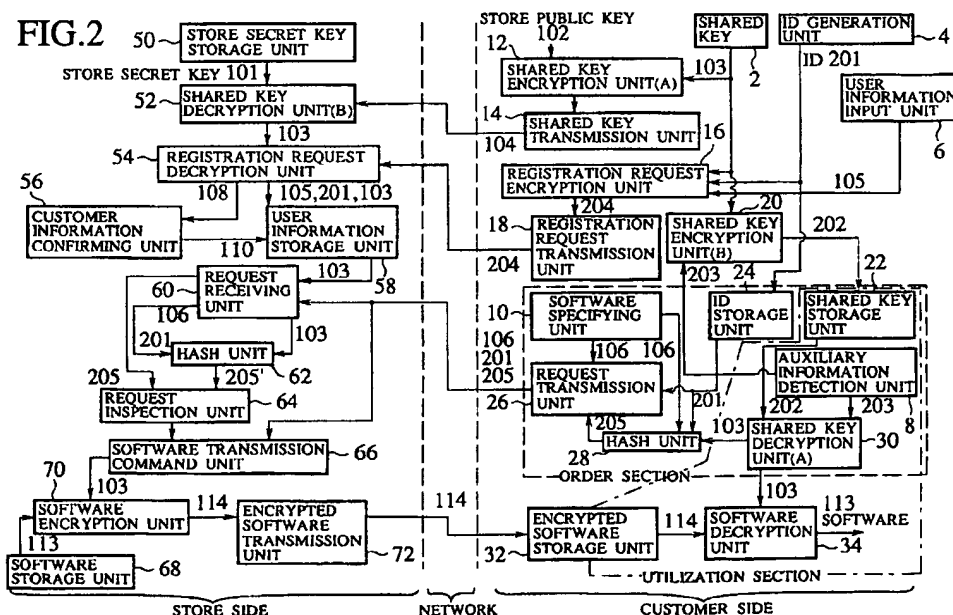 FIG.2
50
STORE SECRET KEY
STORAGE UNIT
STORE SECRET KEY 101
52
SHARED KEY
DECRYPTION UNIT(B)
103
54
REGISTRATION REQUEST
DECRYPTION UNIT
108
105,201,103
56
CUSTOMER
INFORMATION
CONFIRMING UNIT
110
USER
INFORMATION
STORAGE UNIT
58
103
60
REQUEST
RECEIVING
UNIT
106
201
103
HASH UNIT
62
205
205'
REQUEST
INSPECTION UNIT
64
SOFTWARE TRANSMISSION
COMMAND UNIT
66
70
103
SOFTWARE
ENCRYPTION UNIT
114
ENCRYPTED
SOFTWARE
TRANSMISSION
UNIT
72
113
SOFTWARE
STORAGE UNIT
68
STORE SIDE
NETWORK
114
STORE PUBLIC KEY
102
12
SHARED KEY
ENCRYPTION UNIT(A)
103
SHARED
KEY
2
ID GENERATION
UNIT
4
ID 201
14
SHARED KEY
TRANSMISSION UNIT
104
USER
INFORMATION
INPUT UNIT
6
16
REGISTRATION REQUEST
ENCRYPTION UNIT
105
204
18
REGISTRATION
REQUEST
TRANSMISSION
UNIT
204
20
SHARED KEY
ENCRYPTION
UNIT(B)
202
203
24
22
10
SOFTWARE
SPECIFYING
UNIT
ID
STORAGE
UNIT
SHARED KEY
STORAGE
UNIT
106
201
205
106
106
REQUEST
TRANSMISSION
UNIT
26
201
AUXILIARY
INFORMATION
DETECTION UNIT
8
202
203
205
HASH UNIT
28
103
SHARED KEY
DECRYPTION
UNIT(A)
30
ORDER SECTION
103
ENCRYPTED
SOFTWARE
STORAGE UNIT
32
114
SOFTWARE
DECRYPTION
UNIT
34
113
SOFTWARE
UTILIZATION SECTION
CUSTOMER SIDE